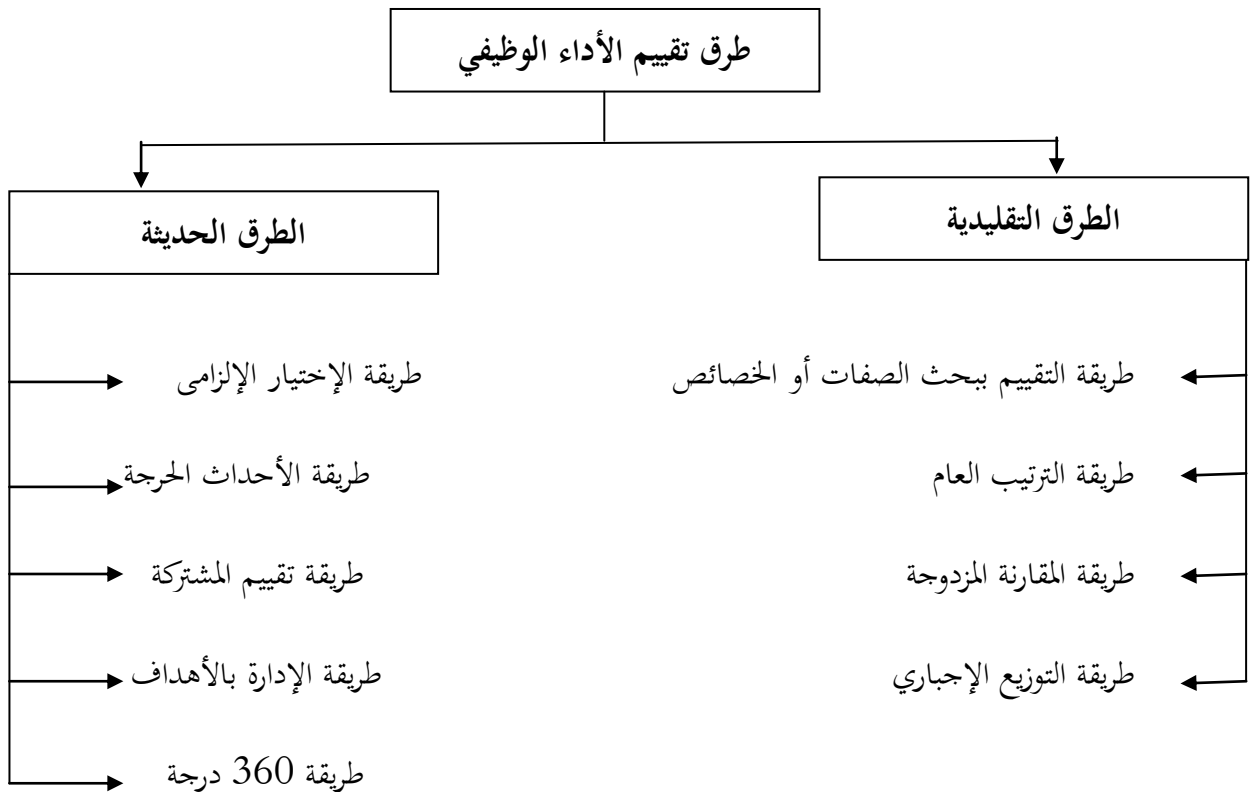 طرق تقييم الأداء الوظيفي
الطرق التقليدية
طريقة التقييم ببحث الصفات أو الخصائص
طريقة الترتيب العام
طريقة المقارنة المزدوجة
طريقة التوزيع الإجباري
الطرق الحديثة
طريقة الإختيار الإلزامى
طريقة الأحداث الحرجة
طريقة تقييم المشتركة
طريقة الإدارة بالأهداف
طريقة 360 درجة